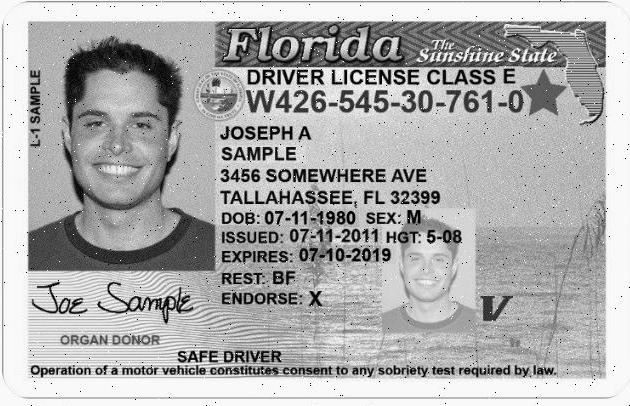 Florida The Sunshine State
DRIVER LICENSE CLASS E
W426-545-30-761-0
L-1 SAMPLE
JOSEPH A
SAMPLE
3456 SOMEWHERE AVE
TALLAHASSEE, FL 32399
DOB: 07-11-1980 SEX: M
ISSUED: 07-11-2011 HGT: 5-08
EXPIRES: 07-10-2019
REST: BF
ENDORSE: X
Joe Sample
V
ORGAN DONOR
SAFE DRIVER
Operation of a motor vehicle constitutes consent to any sobriety test required by law.